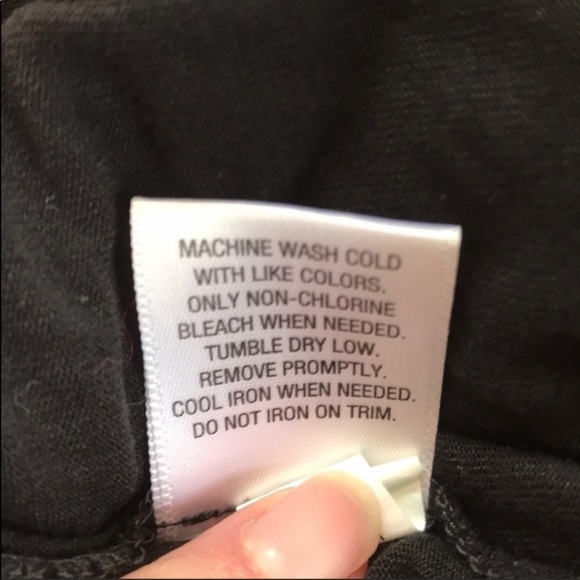 MACHINE WASH COLD
WITH LIKE COLORS.
ONLY NON-CHLORINE
BLEACH WHEN NEEDED.
TUMBLE DRY LOW.
REMOVE PROMPTLY.
COOL IRON WHEN NEEDED.
DO NOT IRON ON TRIM.